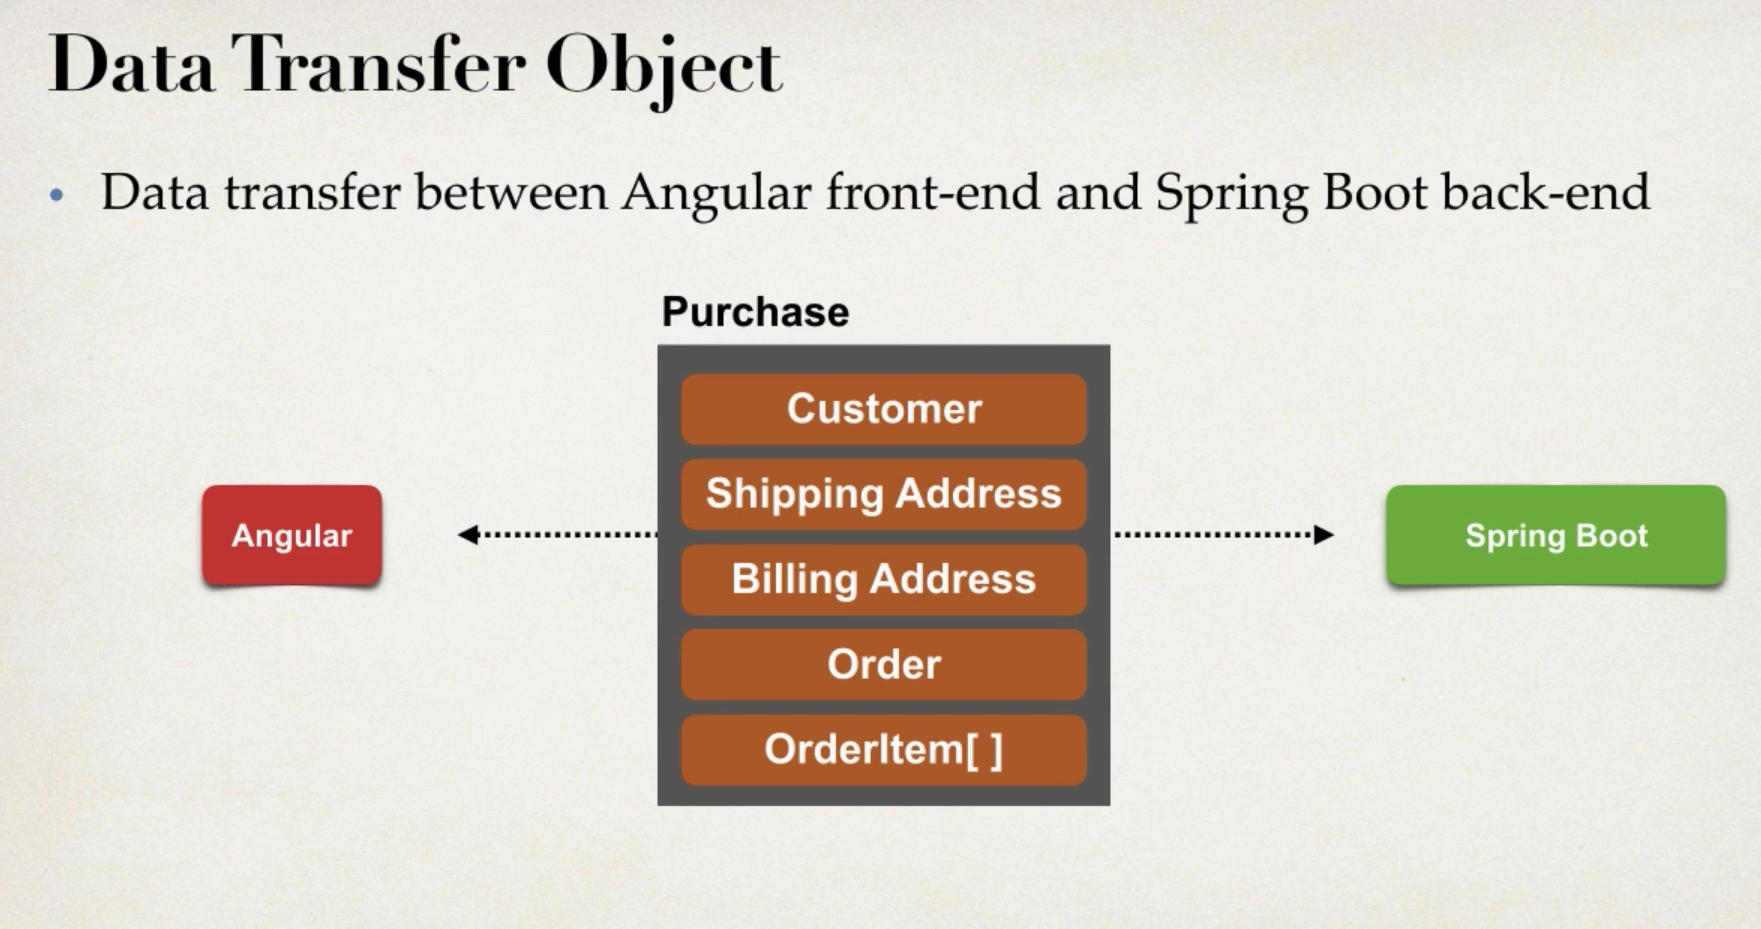 Data Transfer Object
• Data transfer between Angular front-end and Spring Boot back-end
Purchase
Customer
Shipping Address
Billing Address
Order
OrderItem[ ]
Angular
Spring Boot